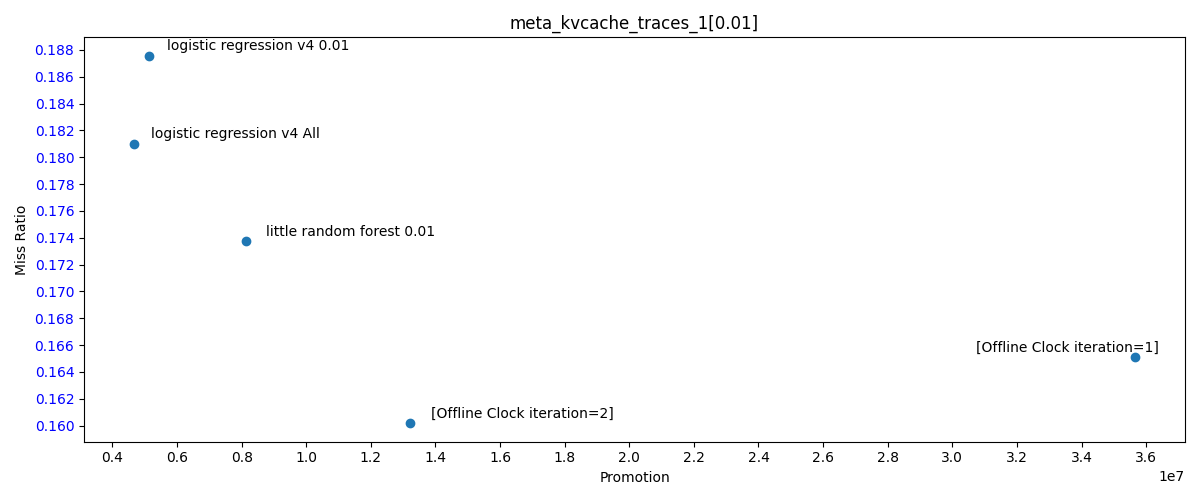 meta_kvcache_traces_1[0.01]
Miss Ratio
0.188
0.186
0.184
0.182
0.180
0.178
0.176
0.174
0.172
0.170
0.168
0.166
0.164
0.162
0.160
logistic regression v4 0.01
logistic regression v4 All
little random forest 0.01
[Offline Clock iteration=1]
[Offline Clock iteration=2]
0.4 0.6 0.8 1.0 1.2 1.4 1.6 1.8 2.0 2.2 2.4 2.6 2.8 3.0 3.2 3.4 3.6
1e7
Promotion